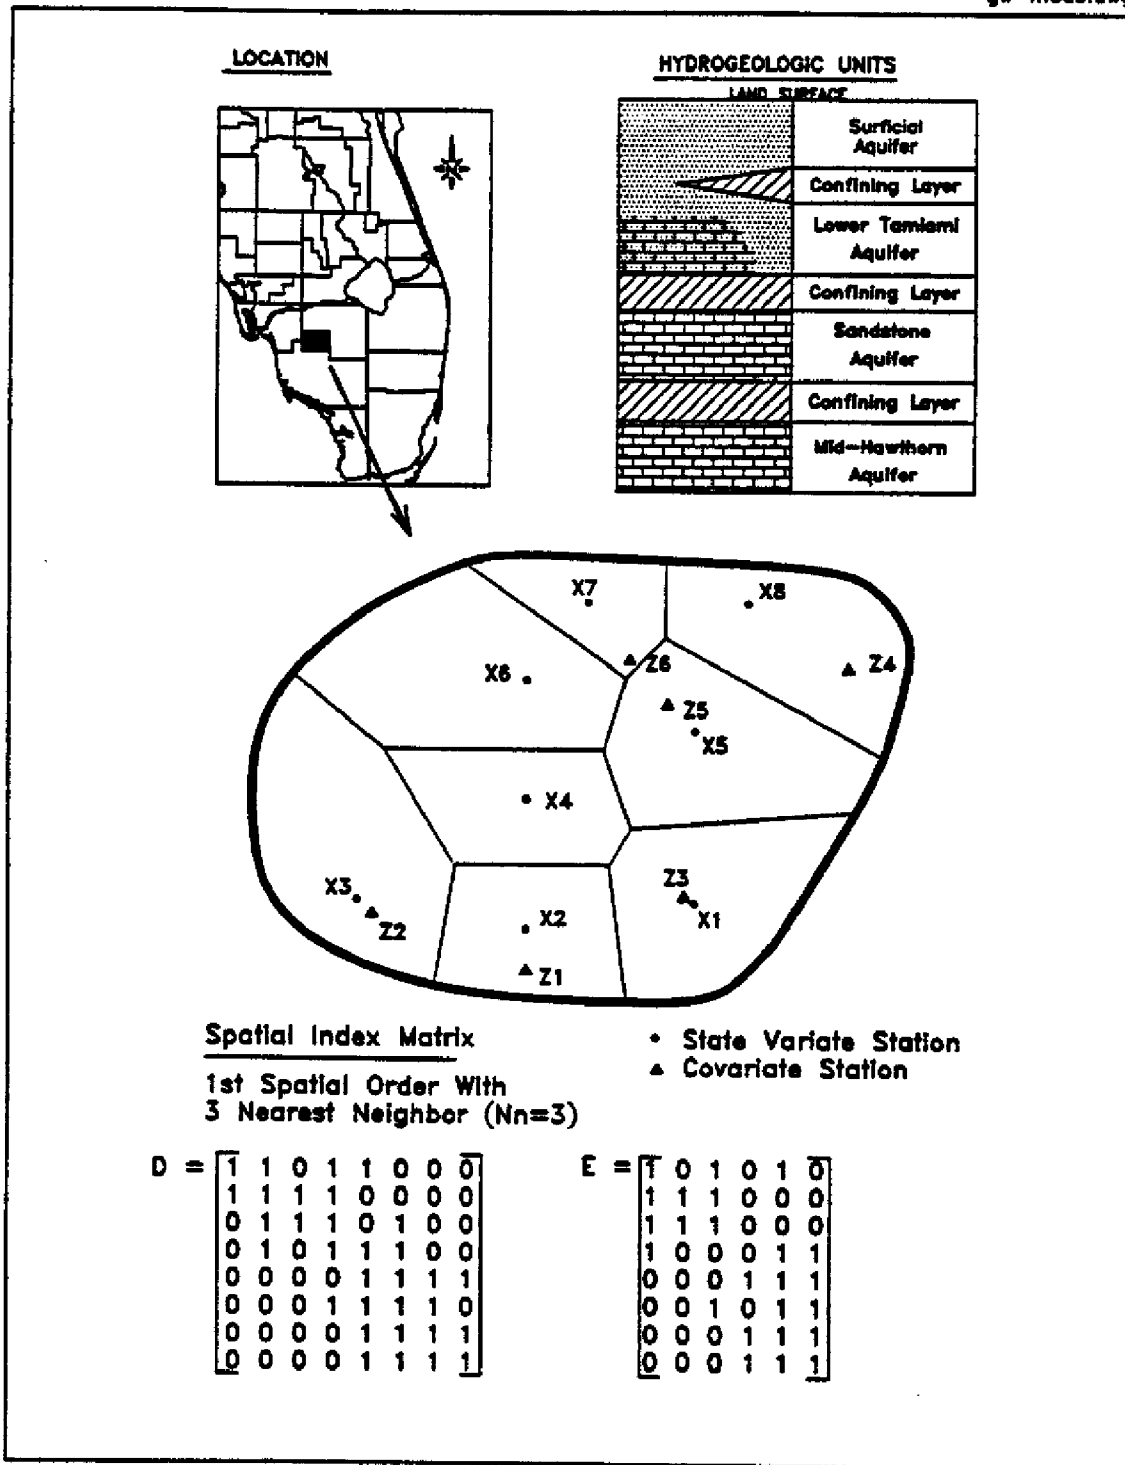 LOCATION
HYDROGEOLOGIC UNITS
LAND SURFACE
Surficial
Aquifer
Confining Layer
Lower Tamiami
Aquifer
Confining Layer
Sandstone
Aquifer
Confining Layer
Mid-Hawthorn
Aquifer
N
X7
X8
X6
Z6
Z4
Z5
X5
X4
X3
Z2
X2
Z1
Z3
X1
Spatial Index Matrix
1st Spatial Order With
3 Nearest Neighbor (Nn=3)
• State Variate Station
▲ Covariate Station
D = 1 1 0 1 1 0 0 0
1 1 1 1 0 0 0 0
0 1 1 1 0 1 0 0
0 1 0 1 1 1 0 0
0 0 0 0 1 1 1 1
0 0 0 1 1 1 1 0
0 0 0 0 1 1 1 1
0 0 0 0 1 1 1 1
E = 1 0 1 0 1 0
1 1 1 0 0 0
1 1 1 0 0 0
1 0 0 0 1 1
0 0 0 1 1 1
0 0 1 0 1 1
0 0 0 1 1 1
0 0 0 1 1 1